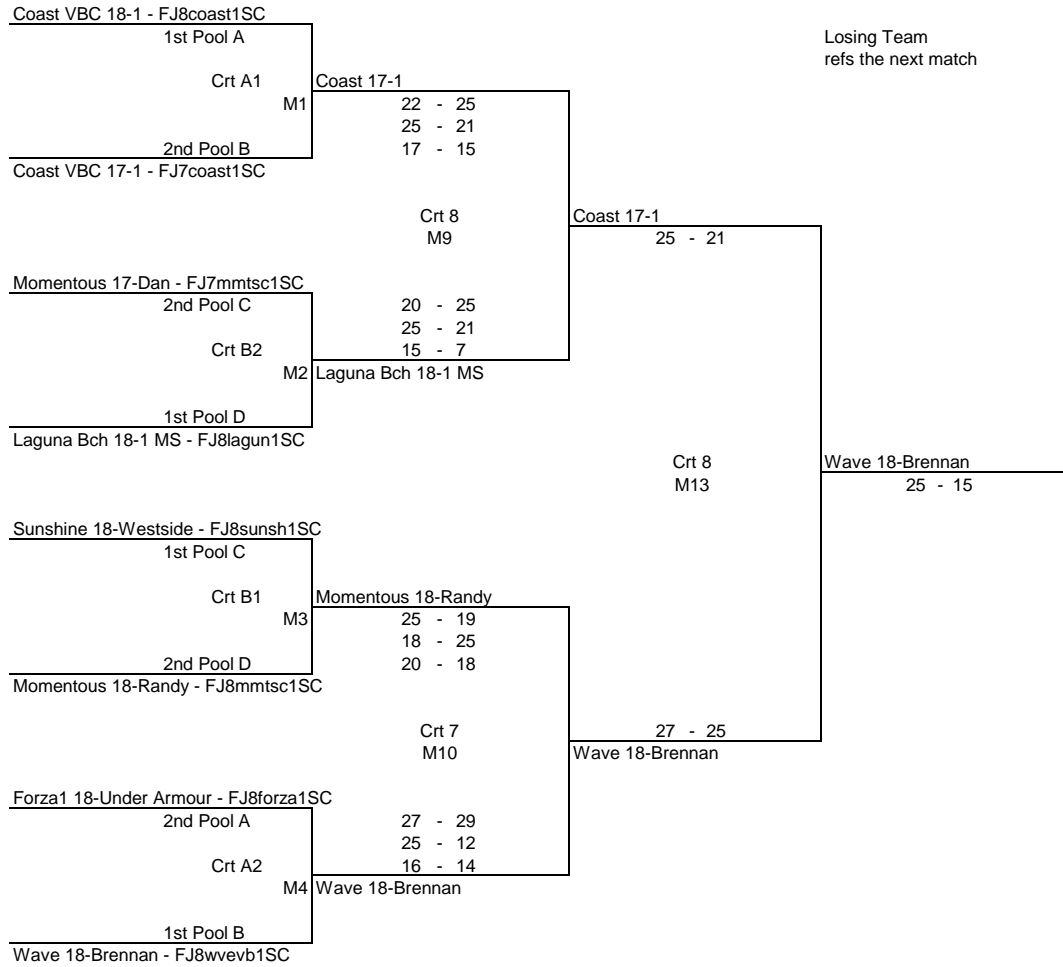 Coast VBC 18-1 - FJ8coast1SC
1st Pool A
Losing Team
refs the next match
Crt A1
Coast 17-1
M1
22 - 25
25 - 21
2nd Pool B
17 - 15
Coast VBC 17-1 - FJ7coast1SC
Crt 8
Coast 17-1
M9
25 - 21
Momentous 17-Dan - FJ7mmtsc1SC
2nd Pool C
20 - 25
25 - 21
Crt B2
15 - 7
M2
Laguna Bch 18-1 MS
1st Pool D
Laguna Bch 18-1 MS - FJ8lagun1SC
Crt 8
Wave 18-Brennan
M13
25 - 15
Sunshine 18-Westside - FJ8sunsh1SC
1st Pool C
Crt B1
Momentous 18-Randy
M3
25 - 19
18 - 25
2nd Pool D
20 - 18
Momentous 18-Randy - FJ8mmtsc1SC
Crt 7
27 - 25
M10
Wave 18-Brennan
Forza1 18-Under Armour - FJ8forza1SC
2nd Pool A
27 - 29
25 - 12
Crt A2
16 - 14
M4
Wave 18-Brennan
1st Pool B
Wave 18-Brennan - FJ8wvevb1SC